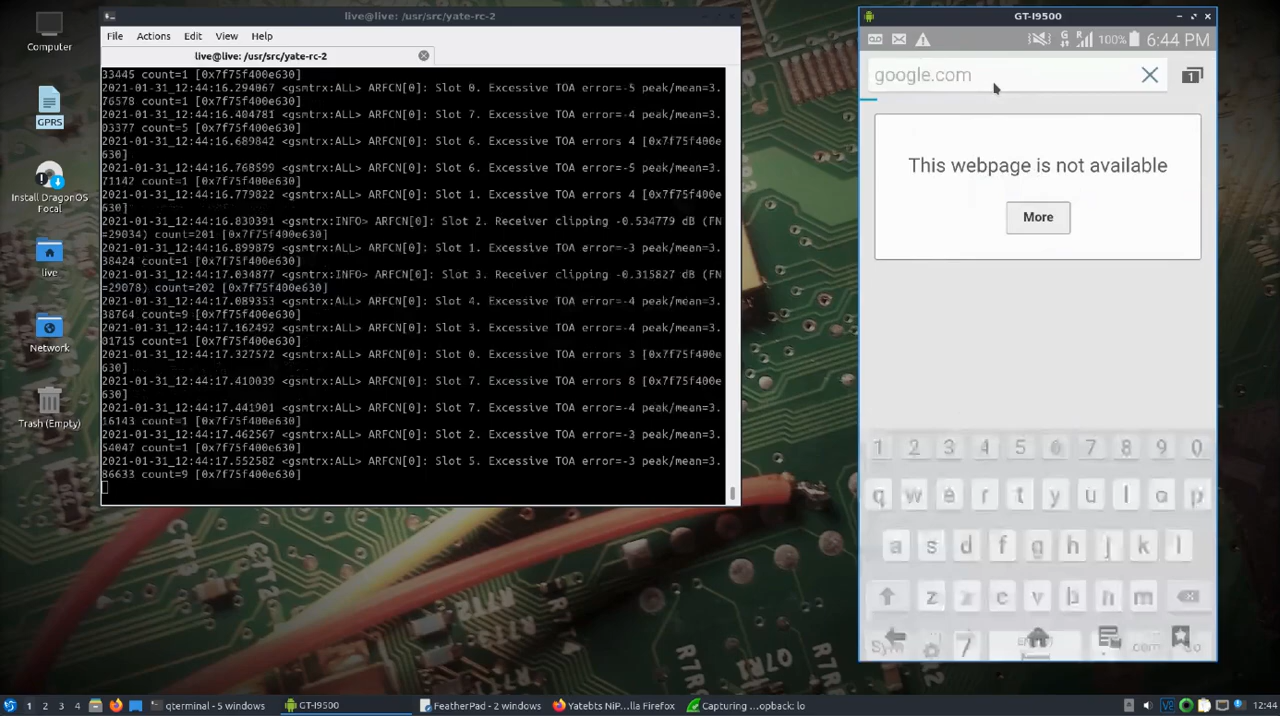 Computer
GPRS
Install DragonOS
Focal
live
Network
Trash (Empty)
live@live: /usr/src/yate-rc-2
File Actions Edit View Help
live@live: /usr/src/yate-rc-2
33445 count=1 [0x7f75f400e630]
2021-01-31_12:44:16.294067 <gsmtrx:ALL> ARFCN[0]: Slot 0. Excessive TOA error=-5 peak/mean=3.
76578 count=1 [0x7f75f400e630]
2021-01-31_12:44:16.404781 <gsmtrx:ALL> ARFCN[0]: Slot 7. Excessive TOA error=-4 peak/mean=3.
03377 count=5 [0x7f75f400e630]
2021-01-31_12:44:16.689842 <gsmtrx:ALL> ARFCN[0]: Slot 6. Excessive TOA errors 4 [0x7f75f400e
630]
2021-01-31_12:44:16.768599 <gsmtrx:ALL> ARFCN[0]: Slot 6. Excessive TOA error=-5 peak/mean=3.
71142 count=1 [0x7f75f400e630]
2021-01-31_12:44:16.779822 <gsmtrx:ALL> ARFCN[0]: Slot 1. Excessive TOA errors 4 [0x7f75f400e
630]
2021-01-31_12:44:16.830391 <gsmtrx:INFO> ARFCN[0]: Slot 2. Receiver clipping -0.534779 dB (FN
=29034) count=201 [0x7f75f400e630]
2021-01-31_12:44:16.899879 <gsmtrx:ALL> ARFCN[0]: Slot 1. Excessive TOA error=-3 peak/mean=3.
38424 count=1 [0x7f75f400e630]
2021-01-31_12:44:17.034877 <gsmtrx:INFO> ARFCN[0]: Slot 3. Receiver clipping -0.315827 dB (FN
=29078) count=202 [0x7f75f400e630]
2021-01-31_12:44:17.089353 <gsmtrx:ALL> ARFCN[0]: Slot 4. Excessive TOA error=-4 peak/mean=3.
38764 count=9 [0x7f75f400e630]
2021-01-31_12:44:17.162492 <gsmtrx:ALL> ARFCN[0]: Slot 3. Excessive TOA error=-4 peak/mean=3.
01715 count=1 [0x7f75f400e630]
2021-01-31_12:44:17.327572 <gsmtrx:ALL> ARFCN[0]: Slot 0. Excessive TOA errors 3 [0x7f75f400e
630]
2021-01-31_12:44:17.410039 <gsmtrx:ALL> ARFCN[0]: Slot 7. Excessive TOA errors 8 [0x7f75f400e
630]
2021-01-31_12:44:17.441901 <gsmtrx:ALL> ARFCN[0]: Slot 7. Excessive TOA error=-4 peak/mean=3.
16143 count=1 [0x7f75f400e630]
2021-01-31_12:44:17.462567 <gsmtrx:ALL> ARFCN[0]: Slot 2. Excessive TOA error=-3 peak/mean=3.
54047 count=1 [0x7f75f400e630]
2021-01-31_12:44:17.552582 <gsmtrx:ALL> ARFCN[0]: Slot 5. Excessive TOA error=-3 peak/mean=3.
86633 count=9 [0x7f75f400e630]
GT-I9500
100% 6:44 PM
google.com
1
This webpage is not available
More
1 2 3 4 5 6 7 8 9 0
q w e r t y u i o p
a s d f g h j k l
z x c v b n m
Sym .com Go
1 2 3 4 qterminal - 5 windows GT-I9500 FeatherPad - 2 windows Yatebts NiP...lla Firefox Capturing ...opback: lo 12:44